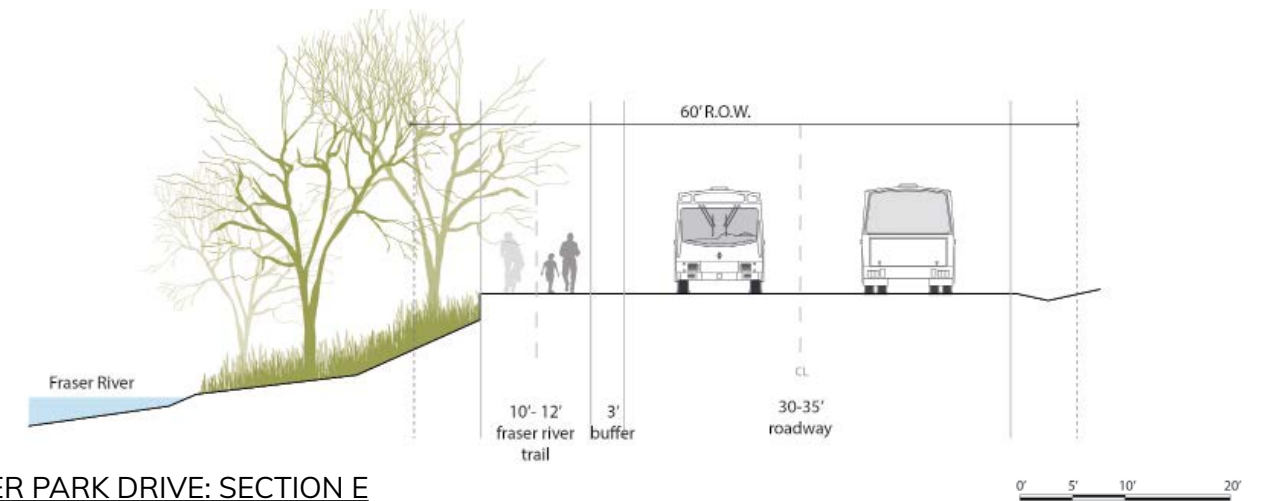 60' R.O.W.
Fraser River
CL
10'- 12'
fraser river
trail
3'
buffer
30-35'
roadway
ER PARK DRIVE: SECTION E
0' 5' 10' 20'